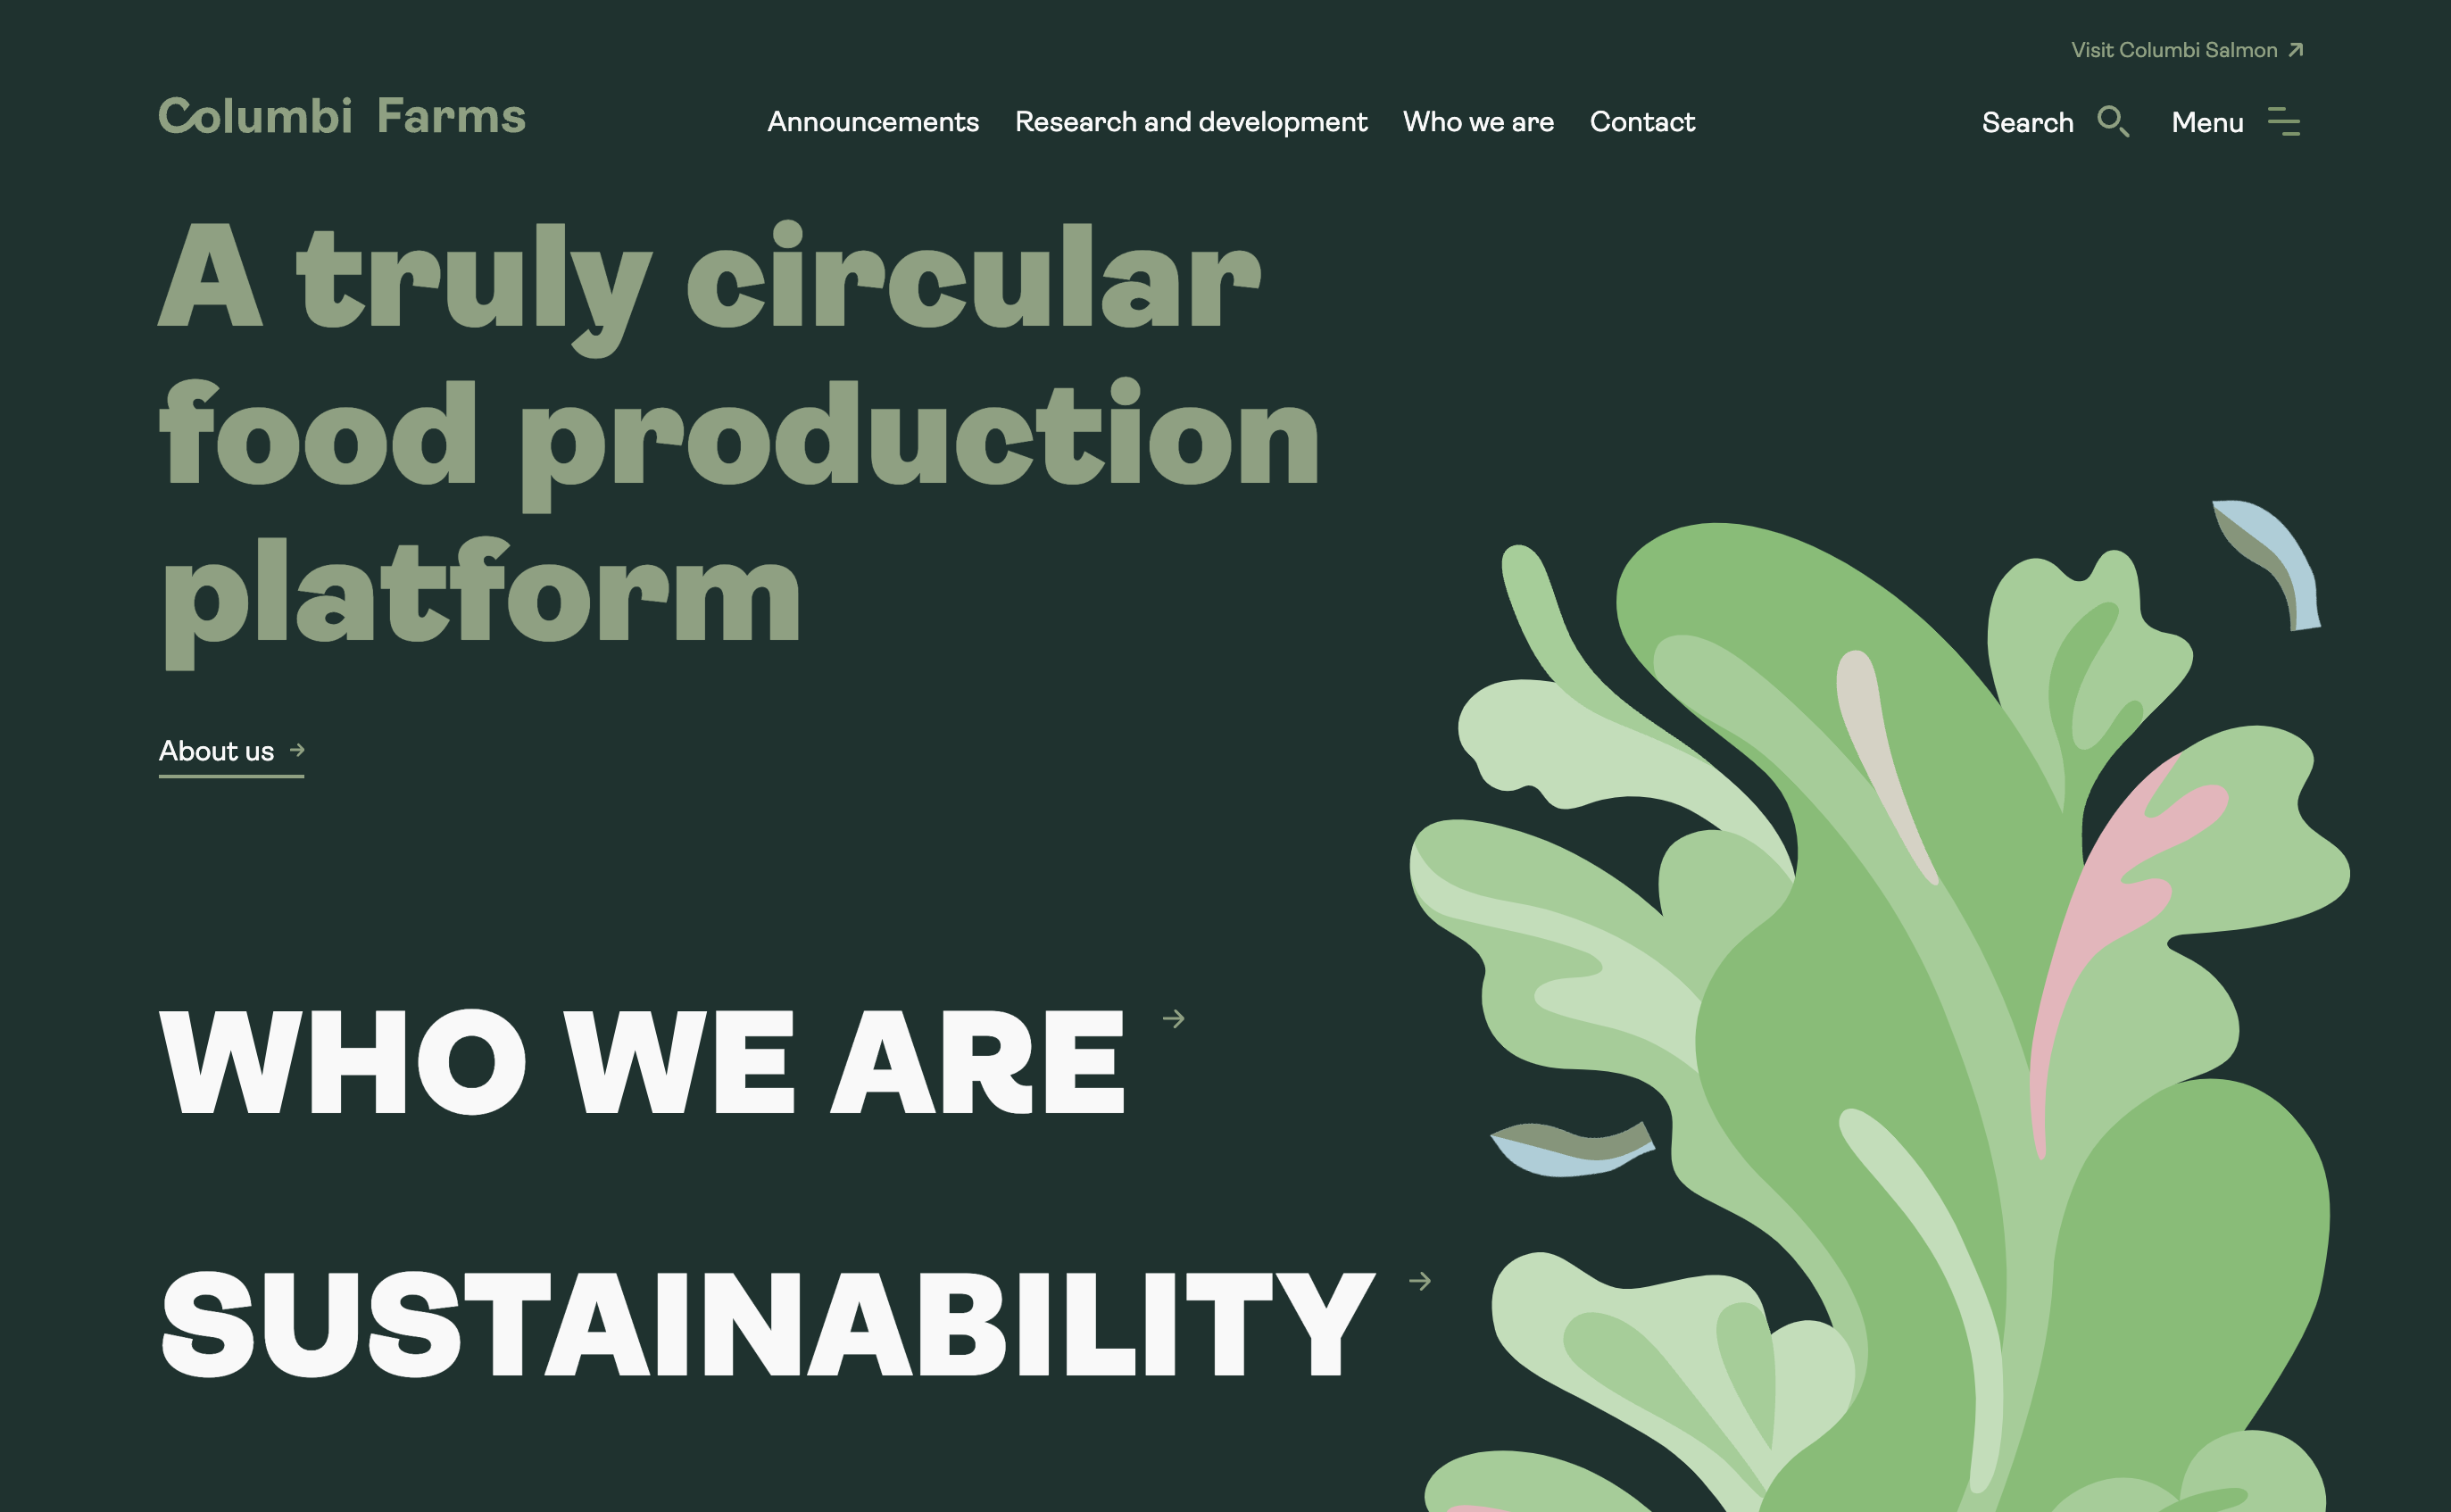 Visit Columbi Salmon
Columbi Farms
Announcements Research and development Who we are Contact
Search Menu
A truly circular
food production
platform
About us
WHO WE ARE
SUSTAINABILITY